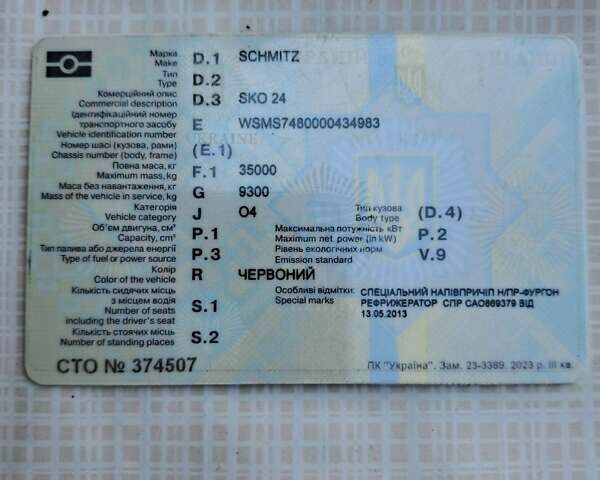 Марка
Make D.1 SCHMITZ
Тип
Type D.2
Комерційний опис
Commercial description D.3 SKO 24
Ідентифікаційний номер
транспортного засобу
Vehicle identification number E WSMS7480000434983
Номер шасі (кузова, рами)
Chassis number (body, frame) (E.1)
Повна маса, кг
Maximum mass, kg F.1 35000
Маса без навантаження, кг
Mass of the vehicle in service, kg G 9300
Категорія Тип кузова
Vehicle category J O4 Body type (D.4)
Об'єм двигуна, см³ Максимальна потужність кВт
Capacity, cm³ P.1 Maximum net power (in kW) P.2
Тип палива або джерела енергії Рівень екологічних норм
Type of fuel or power source P.3 Emission standard V.9
Колір
Color of the vehicle R ЧЕРВОНИЙ
Кількість сидячих місць Особливі відмітки: СПЕЦІАЛЬНИЙ НАПІВПРИЧІП Н/ПР-ФУРГОН
з місцем водія Special marks РЕФРИЖЕРАТОР СПР САО869379 ВІД
Number of seats S.1 13.05.2013
including the driver's seat
Кількість стоячих місць
Number of standing places S.2
СТО № 374507
ПК "Україна". Зам. 23-3389. 2023 р. III кв.